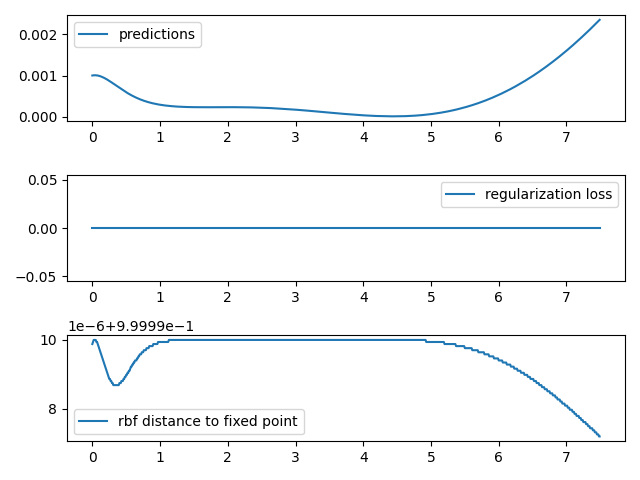 0.002
0.001
0.000
predictions
0 1 2 3 4 5 6 7
0.05
0.00
−0.05
regularization loss
0 1 2 3 4 5 6 7
1e−6+9.9999e−1
10
8
rbf distance to fixed point
0 1 2 3 4 5 6 7